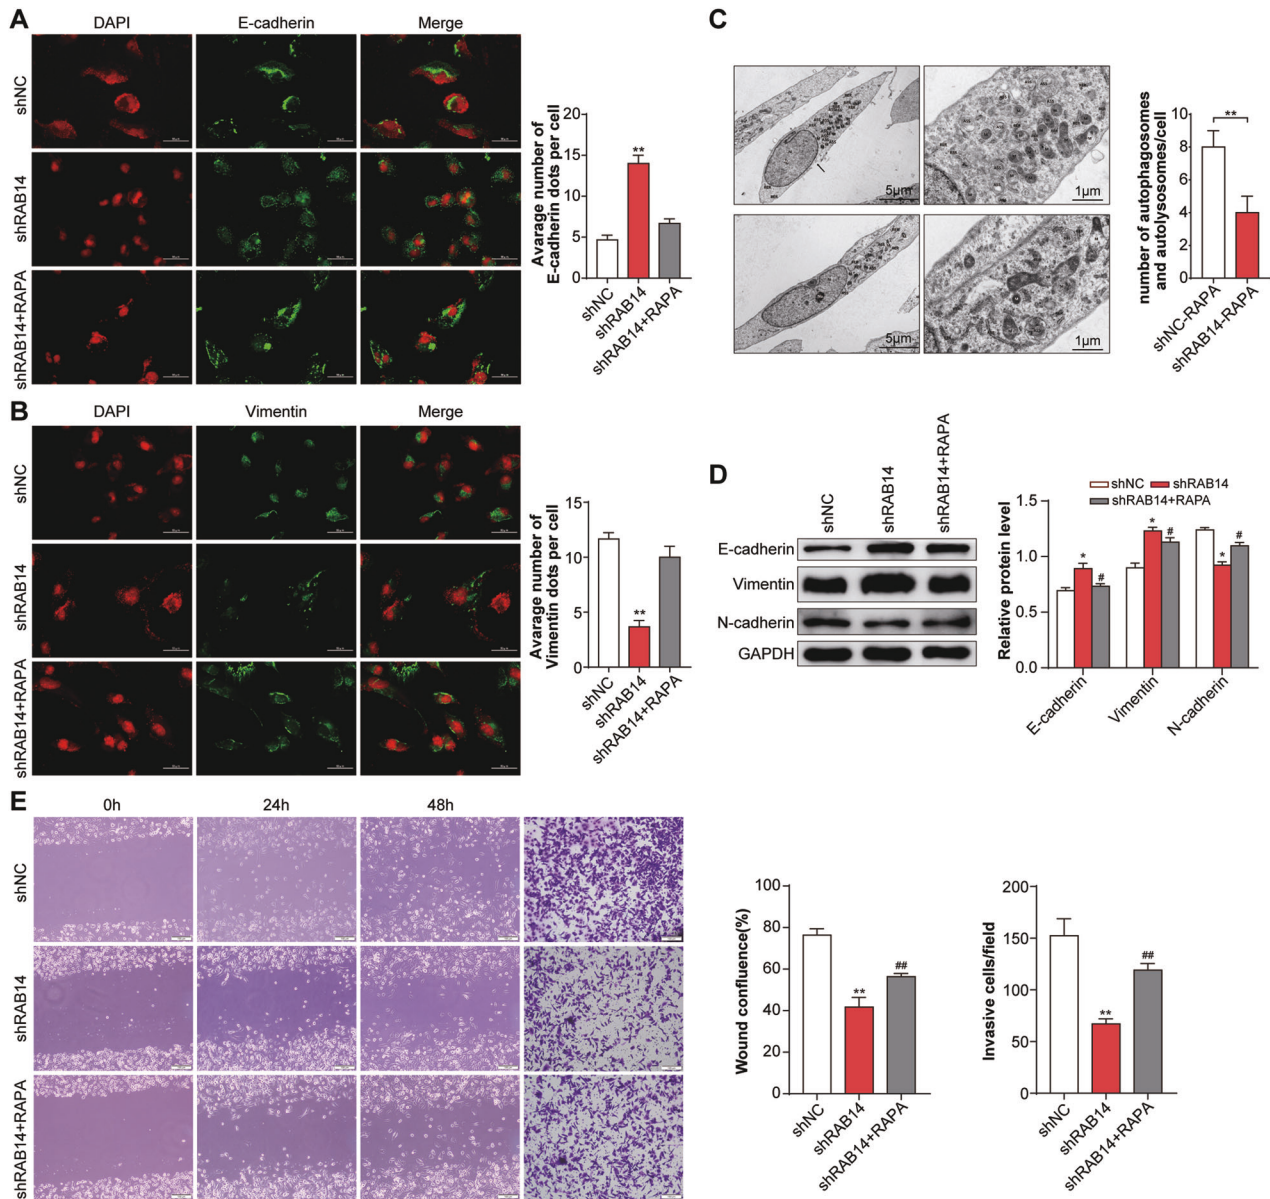 A
DAPI
E-cadherin
Merge
shNC
shRAB14
shRAB14+RAPA
Avarage number of
E-cadherin dots per cell
20
15
10
5
0
**
shNC
shRAB14
shRAB14+RAPA
B
DAPI
Vimentin
Merge
shNC
shRAB14
shRAB14+RAPA
Avarage number of
Vimentin dots per cell
15
10
5
0
**
shNC
shRAB14
shRAB14+RAPA
C
5μm
1μm
5μm
1μm
number of autophagosomes
and autolysosomes/cell
10
8
6
4
2
0
**
shNC-RAPA
shRAB14-RAPA
D
shNC
shRAB14
shRAB14+RAPA
E-cadherin
Vimentin
N-cadherin
GAPDH
shNC
shRAB14
shRAB14+RAPA
Relative protein level
1.5
1.0
0.5
0.0
*
#
*
#
*
#
E-cadherin
Vimentin
N-cadherin
E
0h
24h
48h
shNC
shRAB14
shRAB14+RAPA
Wound confluence(%)
100
80
60
40
20
0
**
##
shNC
shRAB14
shRAB14+RAPA
Invasive cells/field
200
150
100
50
0
**
##
shNC
shRAB14
shRAB14+RAPA